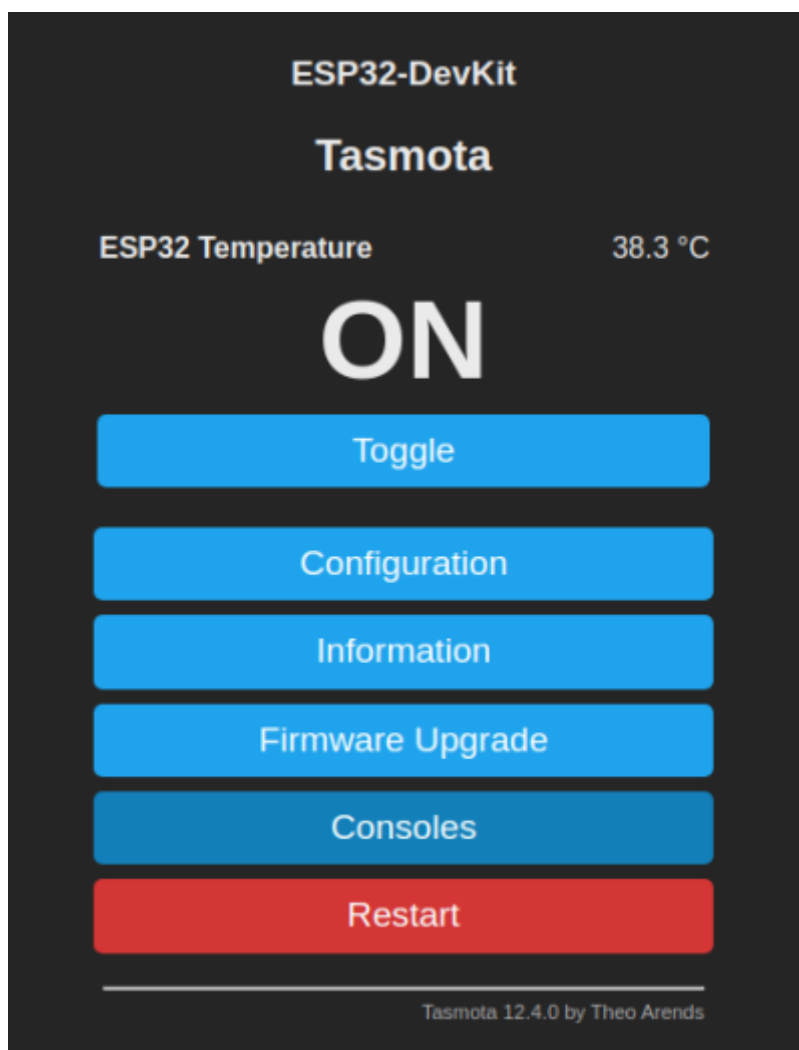 ESP32-DevKit
Tasmota
ESP32 Temperature 38.3 °C
ON
Toggle
Configuration
Information
Firmware Upgrade
Consoles
Restart
Tasmota 12.4.0 by Theo Arends